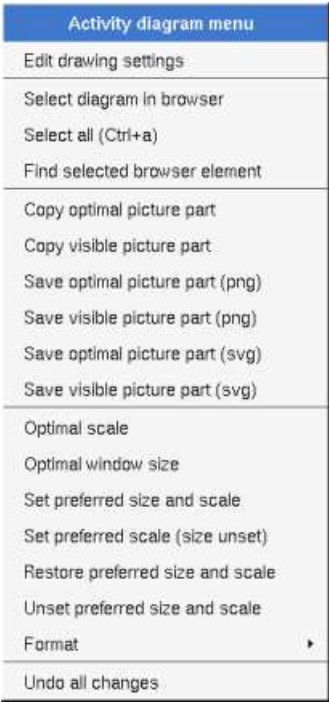 Activity diagram menu
Edit drawing settings
Select diagram in browser
Select all (Ctrl+a)
Find selected browser element
Copy optimal picture part
Copy visible picture part
Save optimal picture part (png)
Save visible picture part (png)
Save optimal picture part (svg)
Save visible picture part (svg)
Optimal scale
Optimal window size
Set preferred size and scale
Set preferred scale (size unset)
Restore preferred size and scale
Unset preferred size and scale
Format
Undo all changes